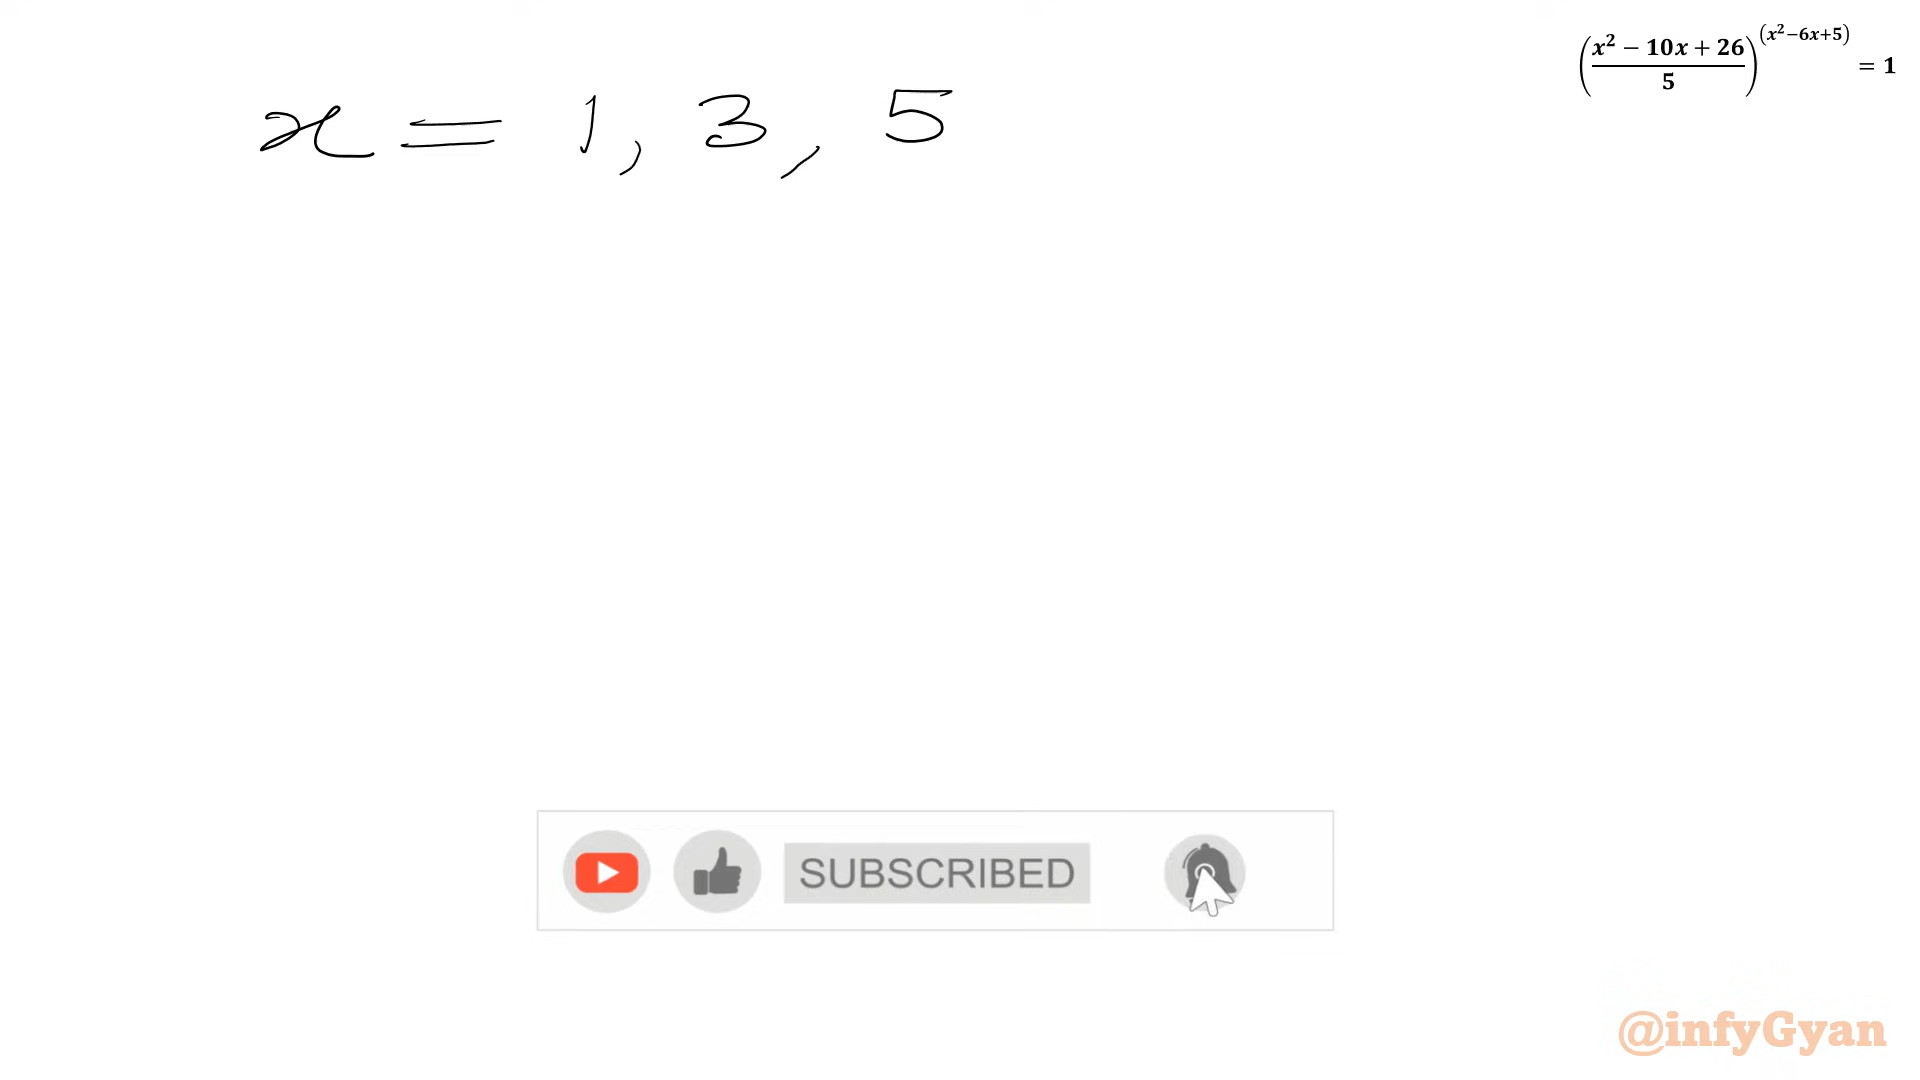 (x² − 10x + 26 / 5)^(x²−6x+5) = 1
x = 1, 3, 5
SUBSCRIBED
@infyGyan